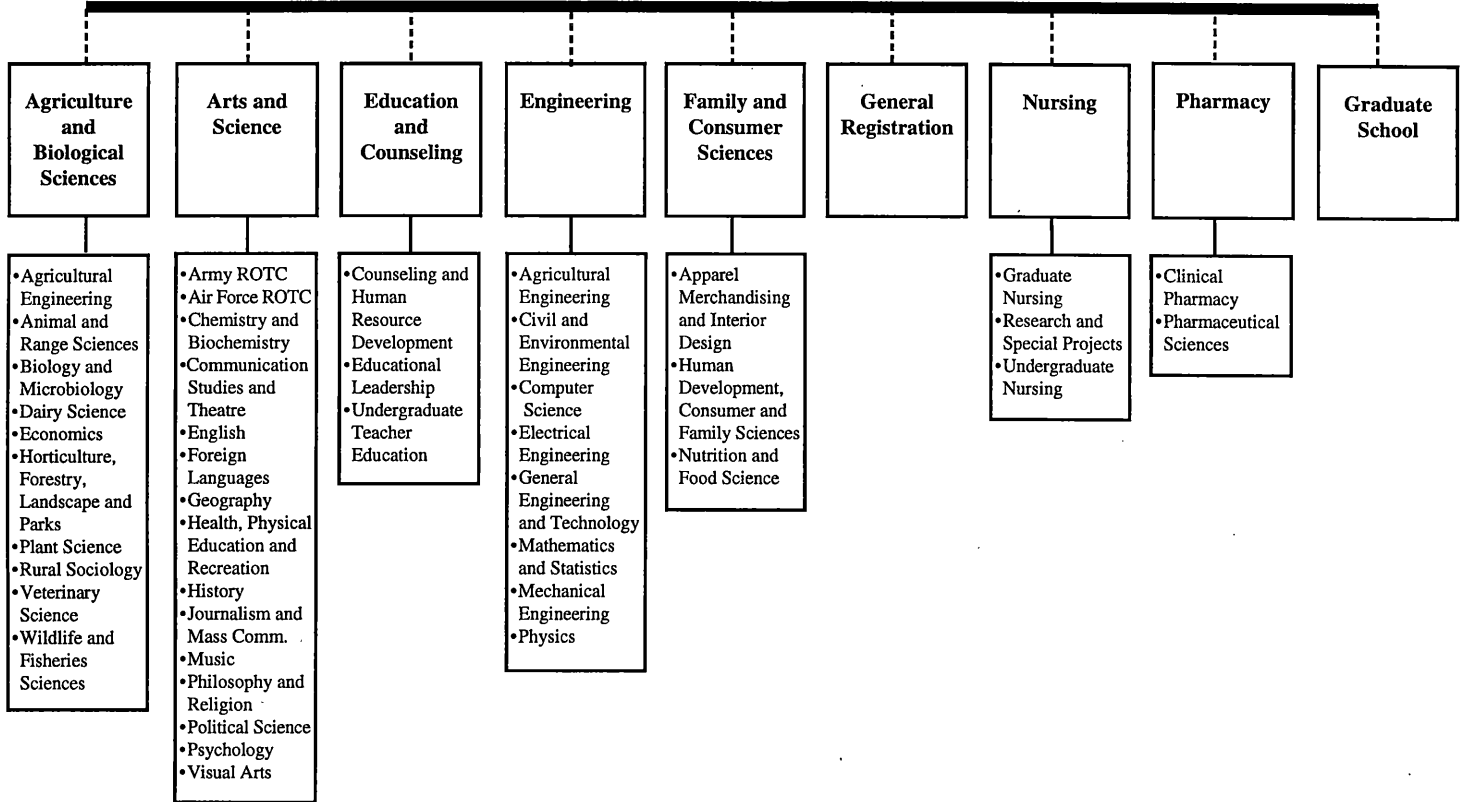 Agriculture
and
Biological
Sciences
Arts and
Science
Education
and
Counseling
Engineering
Family and
Consumer
Sciences
General
Registration
Nursing
Pharmacy
Graduate
School
•Agricultural
Engineering
•Animal and
Range Sciences
•Biology and
Microbiology
•Dairy Science
•Economics
•Horticulture,
Forestry,
Landscape and
Parks
•Plant Science
•Rural Sociology
•Veterinary
Science
•Wildlife and
Fisheries
Sciences
•Army ROTC
•Air Force ROTC
•Chemistry and
Biochemistry
•Communication
Studies and
Theatre
•English
•Foreign
Languages
•Geography
•Health, Physical
Education and
Recreation
•History
•Journalism and
Mass Comm.
•Music
•Philosophy and
Religion
•Political Science
•Psychology
•Visual Arts
•Counseling and
Human
Resource
Development
•Educational
Leadership
•Undergraduate
Teacher
Education
•Agricultural
Engineering
•Civil and
Environmental
Engineering
•Computer
Science
•Electrical
Engineering
•General
Engineering
and Technology
•Mathematics
and Statistics
•Mechanical
Engineering
•Physics
•Apparel
Merchandising
and Interior
Design
•Human
Development,
Consumer and
Family Sciences
•Nutrition and
Food Science
•Graduate
Nursing
•Research and
Special Projects
•Undergraduate
Nursing
•Clinical
Pharmacy
•Pharmaceutical
Sciences